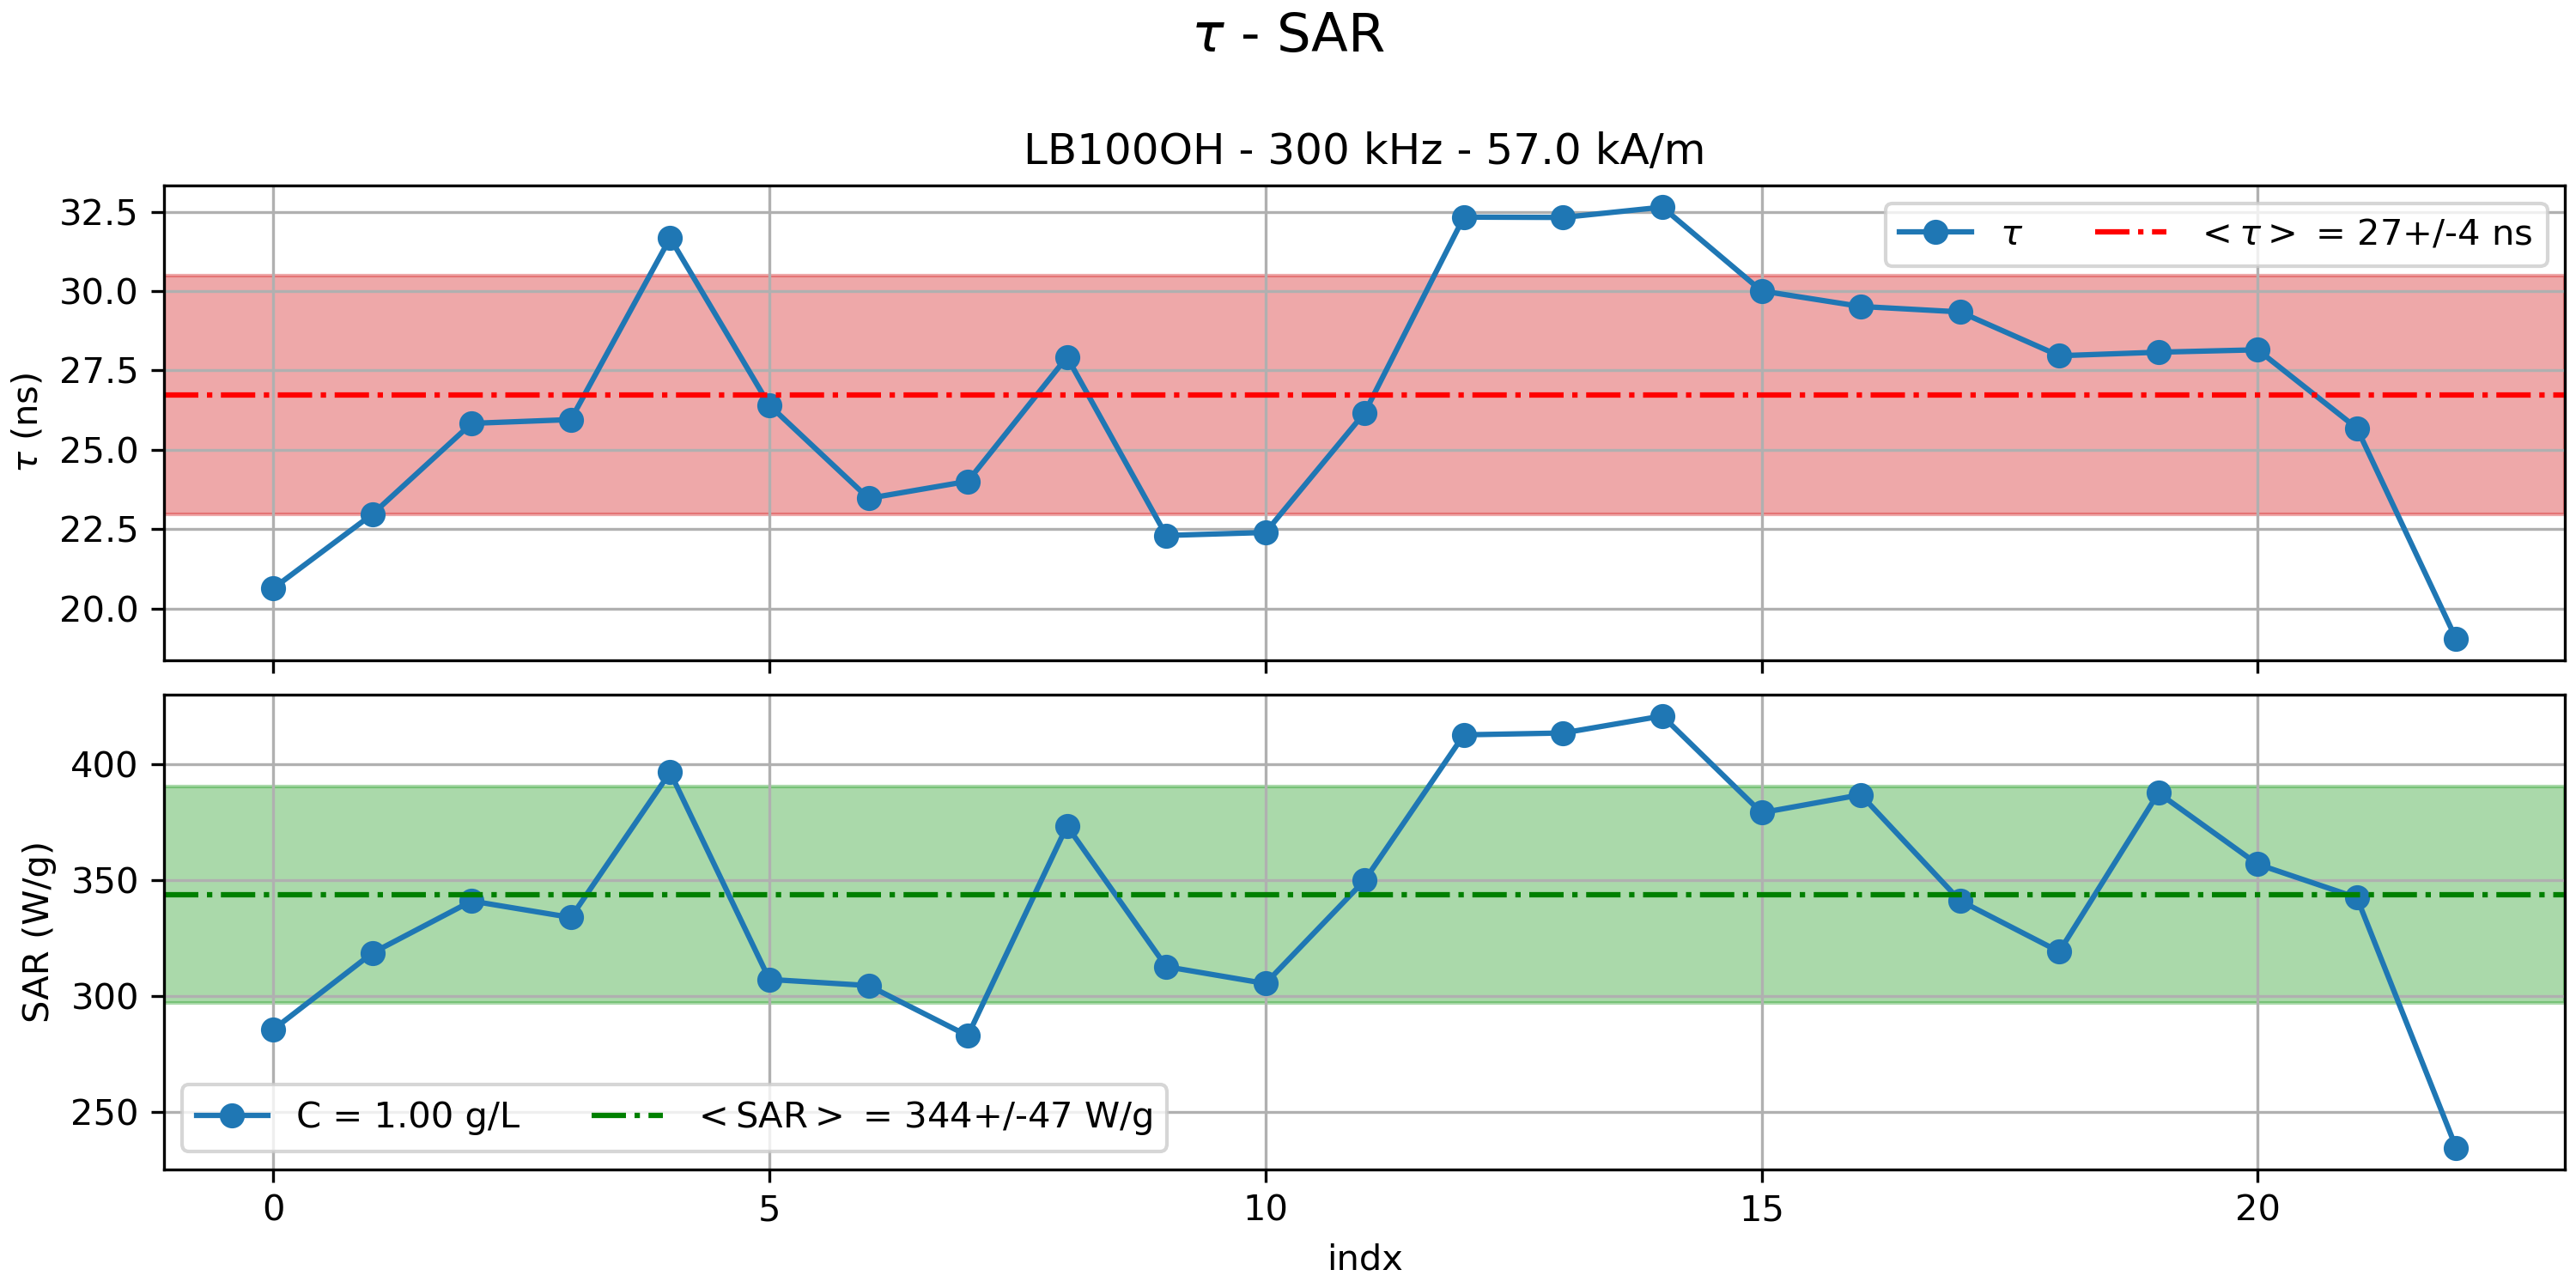 τ - SAR
LB100OH - 300 kHz - 57.0 kA/m
τ (ns)
32.5
30.0
27.5
25.0
22.5
20.0
τ
<τ> = 27+/-4 ns
SAR (W/g)
400
350
300
250
C = 1.00 g/L
<SAR> = 344+/-47 W/g
0 5 10 15 20
indx